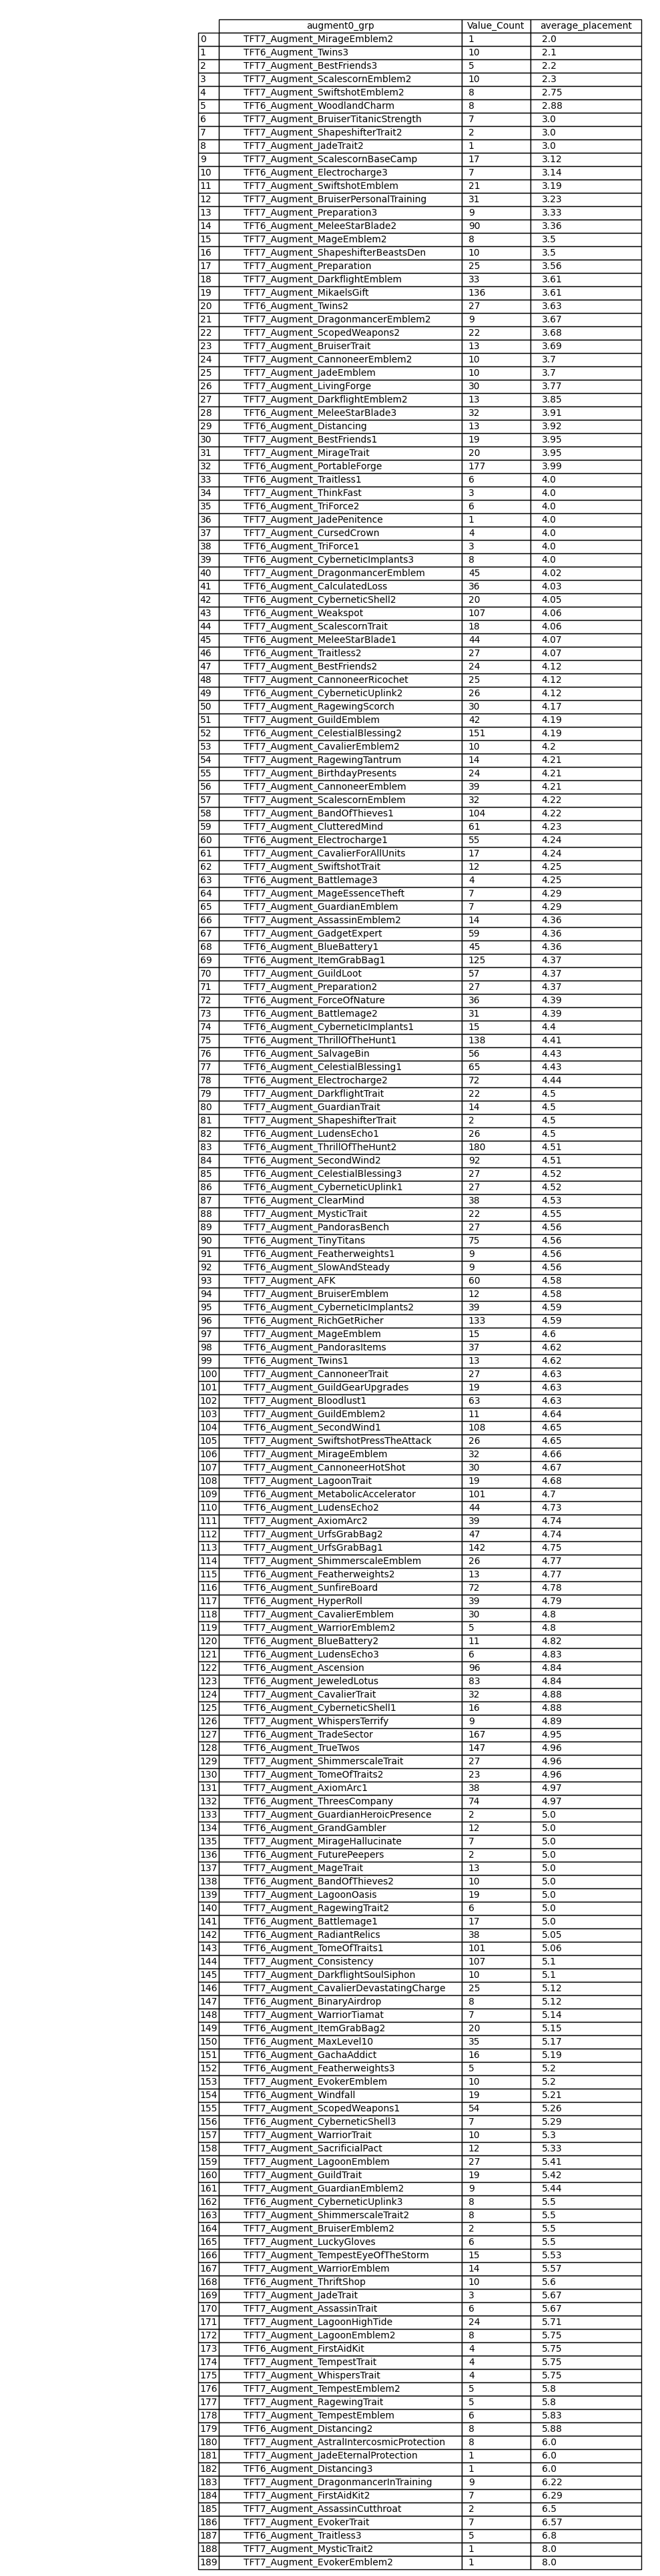 augment0_grp Value_Count average_placement
0 TFT7_Augment_MirageEmblem2 1 2.0
1 TFT6_Augment_Twins3 10 2.1
2 TFT7_Augment_BestFriends3 5 2.2
3 TFT7_Augment_ScalescornEmblem2 10 2.3
4 TFT7_Augment_SwiftshotEmblem2 8 2.75
5 TFT6_Augment_WoodlandCharm 8 2.88
6 TFT7_Augment_BruiserTitanicStrength 7 3.0
7 TFT7_Augment_ShapeshifterTrait2 2 3.0
8 TFT7_Augment_JadeTrait2 1 3.0
9 TFT7_Augment_ScalescornBaseCamp 17 3.12
10 TFT6_Augment_Electrocharge3 7 3.14
11 TFT7_Augment_SwiftshotEmblem 21 3.19
12 TFT7_Augment_BruiserPersonalTraining 31 3.23
13 TFT7_Augment_Preparation3 9 3.33
14 TFT6_Augment_MeleeStarBlade2 90 3.36
15 TFT7_Augment_MageEmblem2 8 3.5
16 TFT7_Augment_ShapeshifterBeastsDen 10 3.5
17 TFT7_Augment_Preparation 25 3.56
18 TFT7_Augment_DarkflightEmblem 33 3.61
19 TFT7_Augment_MikaelsGift 136 3.61
20 TFT6_Augment_Twins2 27 3.63
21 TFT7_Augment_DragonmancerEmblem2 9 3.67
22 TFT7_Augment_ScopedWeapons2 22 3.68
23 TFT7_Augment_BruiserTrait 13 3.69
24 TFT7_Augment_CannoneerEmblem2 10 3.7
25 TFT7_Augment_JadeEmblem 10 3.7
26 TFT7_Augment_LivingForge 30 3.77
27 TFT7_Augment_DarkflightEmblem2 13 3.85
28 TFT6_Augment_MeleeStarBlade3 32 3.91
29 TFT6_Augment_Distancing 13 3.92
30 TFT7_Augment_BestFriends1 19 3.95
31 TFT7_Augment_MirageTrait 20 3.95
32 TFT6_Augment_PortableForge 177 3.99
33 TFT6_Augment_Traitless1 6 4.0
34 TFT7_Augment_ThinkFast 3 4.0
35 TFT6_Augment_TriForce2 6 4.0
36 TFT7_Augment_JadePenitence 1 4.0
37 TFT7_Augment_CursedCrown 4 4.0
38 TFT6_Augment_TriForce1 3 4.0
39 TFT6_Augment_CyberneticImplants3 8 4.0
40 TFT7_Augment_DragonmancerEmblem 45 4.02
41 TFT6_Augment_CalculatedLoss 36 4.03
42 TFT6_Augment_CyberneticShell2 20 4.05
43 TFT6_Augment_Weakspot 107 4.06
44 TFT7_Augment_ScalescornTrait 18 4.06
45 TFT6_Augment_MeleeStarBlade1 44 4.07
46 TFT6_Augment_Traitless2 27 4.07
47 TFT7_Augment_BestFriends2 24 4.12
48 TFT7_Augment_CannoneerRicochet 25 4.12
49 TFT6_Augment_CyberneticUplink2 26 4.12
50 TFT7_Augment_RagewingScorch 30 4.17
51 TFT7_Augment_GuildEmblem 42 4.19
52 TFT6_Augment_CelestialBlessing2 151 4.19
53 TFT7_Augment_CavalierEmblem2 10 4.2
54 TFT7_Augment_RagewingTantrum 14 4.21
55 TFT7_Augment_BirthdayPresents 24 4.21
56 TFT7_Augment_CannoneerEmblem 39 4.21
57 TFT7_Augment_ScalescornEmblem 32 4.22
58 TFT7_Augment_BandOfThieves1 104 4.22
59 TFT7_Augment_ClutteredMind 61 4.23
60 TFT6_Augment_Electrocharge1 55 4.24
61 TFT7_Augment_CavalierForAllUnits 17 4.24
62 TFT7_Augment_SwiftshotTrait 12 4.25
63 TFT6_Augment_Battlemage3 4 4.25
64 TFT7_Augment_MageEssenceTheft 7 4.29
65 TFT7_Augment_GuardianEmblem 7 4.29
66 TFT7_Augment_AssassinEmblem2 14 4.36
67 TFT7_Augment_GadgetExpert 59 4.36
68 TFT6_Augment_BlueBattery1 45 4.36
69 TFT6_Augment_ItemGrabBag1 125 4.37
70 TFT7_Augment_GuildLoot 57 4.37
71 TFT7_Augment_Preparation2 27 4.37
72 TFT6_Augment_ForceOfNature 36 4.39
73 TFT6_Augment_Battlemage2 31 4.39
74 TFT6_Augment_CyberneticImplants1 15 4.4
75 TFT6_Augment_ThrillOfTheHunt1 138 4.41
76 TFT6_Augment_SalvageBin 56 4.43
77 TFT6_Augment_CelestialBlessing1 65 4.43
78 TFT6_Augment_Electrocharge2 72 4.44
79 TFT7_Augment_DarkflightTrait 22 4.5
80 TFT7_Augment_GuardianTrait 14 4.5
81 TFT7_Augment_ShapeshifterTrait 2 4.5
82 TFT6_Augment_LudensEcho1 26 4.5
83 TFT6_Augment_ThrillOfTheHunt2 180 4.51
84 TFT6_Augment_SecondWind2 92 4.51
85 TFT6_Augment_CelestialBlessing3 27 4.52
86 TFT6_Augment_CyberneticUplink1 27 4.52
87 TFT6_Augment_ClearMind 38 4.53
88 TFT7_Augment_MysticTrait 22 4.55
89 TFT7_Augment_PandorasBench 27 4.56
90 TFT6_Augment_TinyTitans 75 4.56
91 TFT6_Augment_Featherweights1 9 4.56
92 TFT6_Augment_SlowAndSteady 9 4.56
93 TFT7_Augment_AFK 60 4.58
94 TFT7_Augment_BruiserEmblem 12 4.58
95 TFT6_Augment_CyberneticImplants2 39 4.59
96 TFT6_Augment_RichGetRicher 133 4.59
97 TFT7_Augment_MageEmblem 15 4.6
98 TFT6_Augment_PandorasItems 37 4.62
99 TFT6_Augment_Twins1 13 4.62
100 TFT7_Augment_CannoneerTrait 27 4.63
101 TFT7_Augment_GuildGearUpgrades 19 4.63
102 TFT7_Augment_Bloodlust1 63 4.63
103 TFT7_Augment_GuildEmblem2 11 4.64
104 TFT6_Augment_SecondWind1 108 4.65
105 TFT7_Augment_SwiftshotPressTheAttack 26 4.65
106 TFT7_Augment_MirageEmblem 32 4.66
107 TFT7_Augment_CannoneerHotShot 30 4.67
108 TFT7_Augment_LagoonTrait 19 4.68
109 TFT6_Augment_MetabolicAccelerator 101 4.7
110 TFT6_Augment_LudensEcho2 44 4.73
111 TFT7_Augment_AxiomArc2 39 4.74
112 TFT7_Augment_UrfsGrabBag2 47 4.74
113 TFT7_Augment_UrfsGrabBag1 142 4.75
114 TFT7_Augment_ShimmerscaleEmblem 26 4.77
115 TFT6_Augment_Featherweights2 13 4.77
116 TFT6_Augment_SunfireBoard 72 4.78
117 TFT6_Augment_HyperRoll 39 4.79
118 TFT7_Augment_CavalierEmblem 30 4.8
119 TFT7_Augment_WarriorEmblem2 5 4.8
120 TFT6_Augment_BlueBattery2 11 4.82
121 TFT6_Augment_LudensEcho3 6 4.83
122 TFT6_Augment_Ascension 96 4.84
123 TFT6_Augment_JeweledLotus 83 4.84
124 TFT7_Augment_CavalierTrait 32 4.88
125 TFT6_Augment_CyberneticShell1 16 4.88
126 TFT7_Augment_WhispersTerrify 9 4.89
127 TFT6_Augment_TradeSector 167 4.95
128 TFT6_Augment_TrueTwos 147 4.96
129 TFT7_Augment_ShimmerscaleTrait 27 4.96
130 TFT7_Augment_TomeOfTraits2 23 4.96
131 TFT7_Augment_AxiomArc1 38 4.97
132 TFT6_Augment_ThreesCompany 74 4.97
133 TFT7_Augment_GuardianHeroicPresence 2 5.0
134 TFT6_Augment_GrandGambler 12 5.0
135 TFT7_Augment_MirageHallucinate 7 5.0
136 TFT7_Augment_FuturePeepers 2 5.0
137 TFT7_Augment_MageTrait 13 5.0
138 TFT6_Augment_BandOfThieves2 10 5.0
139 TFT7_Augment_LagoonOasis 19 5.0
140 TFT7_Augment_RagewingTrait2 6 5.0
141 TFT6_Augment_Battlemage1 17 5.0
142 TFT6_Augment_RadiantRelics 38 5.05
143 TFT6_Augment_TomeOfTraits1 101 5.06
144 TFT7_Augment_Consistency 107 5.1
145 TFT7_Augment_DarkflightSoulSiphon 10 5.1
146 TFT7_Augment_CavalierDevastatingCharge 25 5.12
147 TFT6_Augment_BinaryAirdrop 8 5.12
148 TFT7_Augment_WarriorTiamat 7 5.14
149 TFT6_Augment_ItemGrabBag2 20 5.15
150 TFT6_Augment_MaxLevel10 35 5.17
151 TFT6_Augment_GachaAddict 16 5.19
152 TFT6_Augment_Featherweights3 5 5.2
153 TFT7_Augment_EvokerEmblem 10 5.2
154 TFT6_Augment_Windfall 19 5.21
155 TFT7_Augment_ScopedWeapons1 54 5.26
156 TFT6_Augment_CyberneticShell3 7 5.29
157 TFT7_Augment_WarriorTrait 10 5.3
158 TFT7_Augment_SacrificialPact 12 5.33
159 TFT7_Augment_LagoonEmblem 27 5.41
160 TFT7_Augment_GuildTrait 19 5.42
161 TFT7_Augment_GuardianEmblem2 9 5.44
162 TFT6_Augment_CyberneticUplink3 8 5.5
163 TFT7_Augment_ShimmerscaleTrait2 8 5.5
164 TFT7_Augment_BruiserEmblem2 2 5.5
165 TFT7_Augment_LuckyGloves 6 5.5
166 TFT7_Augment_TempestEyeOfTheStorm 15 5.53
167 TFT7_Augment_WarriorEmblem 14 5.57
168 TFT6_Augment_ThriftShop 10 5.6
169 TFT7_Augment_JadeTrait 3 5.67
170 TFT7_Augment_AssassinTrait 6 5.67
171 TFT7_Augment_LagoonHighTide 24 5.71
172 TFT7_Augment_LagoonEmblem2 8 5.75
173 TFT6_Augment_FirstAidKit 4 5.75
174 TFT7_Augment_TempestTrait 4 5.75
175 TFT7_Augment_WhispersTrait 4 5.75
176 TFT7_Augment_TempestEmblem2 5 5.8
177 TFT7_Augment_RagewingTrait 5 5.8
178 TFT7_Augment_TempestEmblem 6 5.83
179 TFT6_Augment_Distancing2 8 5.88
180 TFT7_Augment_AstralIntercosmicProtection 8 6.0
181 TFT7_Augment_JadeEternalProtection 1 6.0
182 TFT6_Augment_Distancing3 1 6.0
183 TFT7_Augment_DragonmancerInTraining 9 6.22
184 TFT7_Augment_FirstAidKit2 7 6.29
185 TFT7_Augment_AssassinCutthroat 2 6.5
186 TFT7_Augment_EvokerTrait 7 6.57
187 TFT6_Augment_Traitless3 5 6.8
188 TFT7_Augment_MysticTrait2 1 8.0
189 TFT7_Augment_EvokerEmblem2 1 8.0